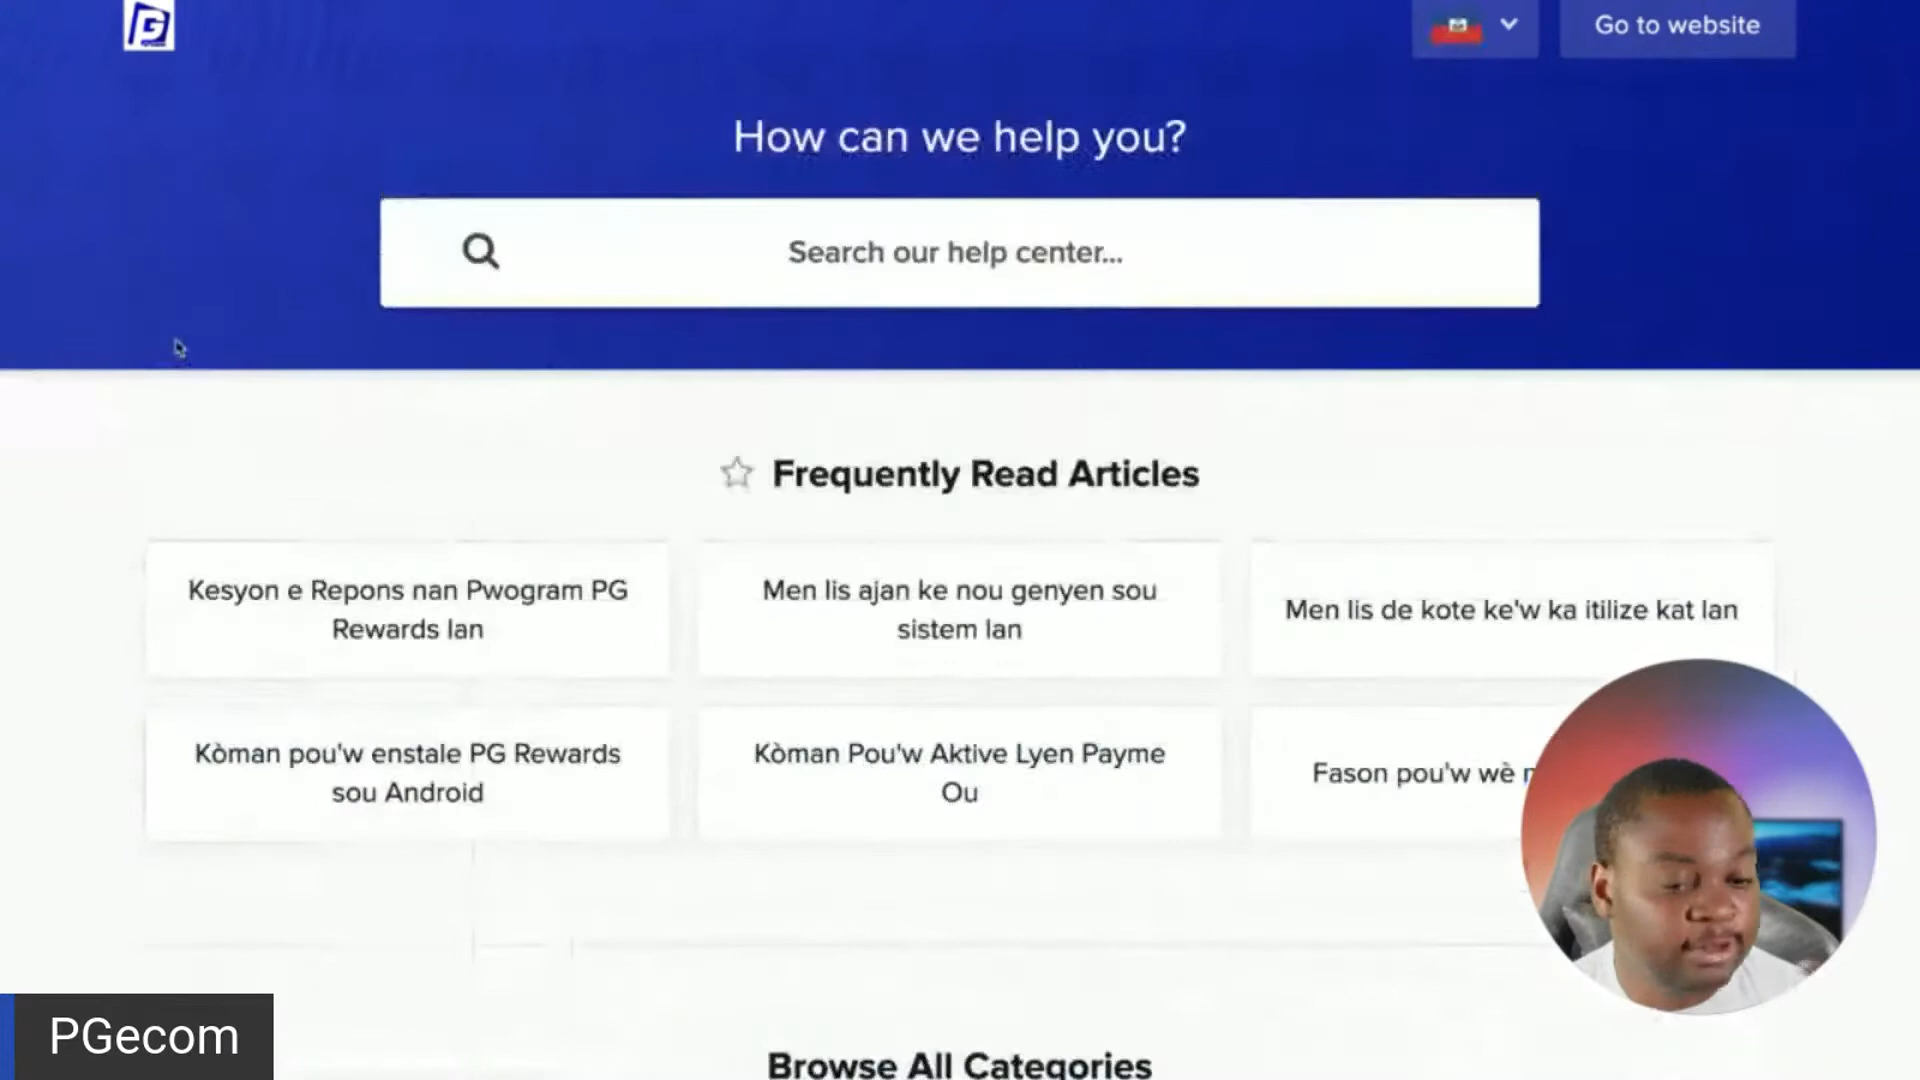 Go to website
How can we help you?
Search our help center...
Frequently Read Articles
Kesyon e Repons nan Pwogram PG
Rewards lan
Men lis ajan ke nou genyen sou
sistem lan
Men lis de kote ke'w ka itilize kat lan
Kòman pou'w enstale PG Rewards
sou Android
Kòman Pou'w Aktive Lyen Payme
Ou
Fason pou'w wè
PGecom
Browse All Categories